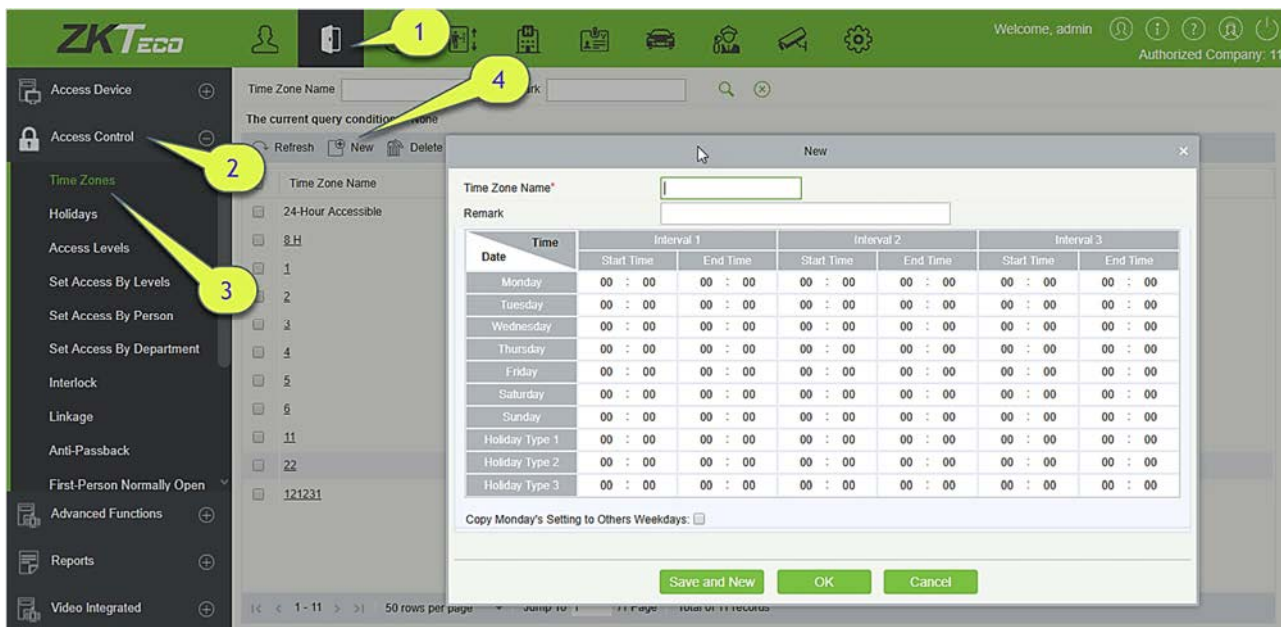 ZKTECO
1
Welcome, admin
Authorized Company: 11
Access Device
Access Control
2
Time Zones
3
Holidays
Access Levels
Set Access By Levels
Set Access By Person
Set Access By Department
Interlock
Linkage
Anti-Passback
First-Person Normally Open
Advanced Functions
Reports
Video Integrated
Time Zone Name
4
The current query condition None
Refresh New Delete
Time Zone Name
24-Hour Accessible
8 H
1
2
3
4
5
6
11
22
121231
1 - 11 50 rows per page Jump To 1 /1 Page Total of 11 records
New
Time Zone Name*
Remark
Time Interval 1 Interval 2 Interval 3
Date Start Time End Time Start Time End Time Start Time End Time
Monday 00 : 00 00 : 00 00 : 00 00 : 00 00 : 00 00 : 00
Tuesday 00 : 00 00 : 00 00 : 00 00 : 00 00 : 00 00 : 00
Wednesday 00 : 00 00 : 00 00 : 00 00 : 00 00 : 00 00 : 00
Thursday 00 : 00 00 : 00 00 : 00 00 : 00 00 : 00 00 : 00
Friday 00 : 00 00 : 00 00 : 00 00 : 00 00 : 00 00 : 00
Saturday 00 : 00 00 : 00 00 : 00 00 : 00 00 : 00 00 : 00
Sunday 00 : 00 00 : 00 00 : 00 00 : 00 00 : 00 00 : 00
Holiday Type 1 00 : 00 00 : 00 00 : 00 00 : 00 00 : 00 00 : 00
Holiday Type 2 00 : 00 00 : 00 00 : 00 00 : 00 00 : 00 00 : 00
Holiday Type 3 00 : 00 00 : 00 00 : 00 00 : 00 00 : 00 00 : 00
Copy Monday's Setting to Others Weekdays:
Save and New OK Cancel